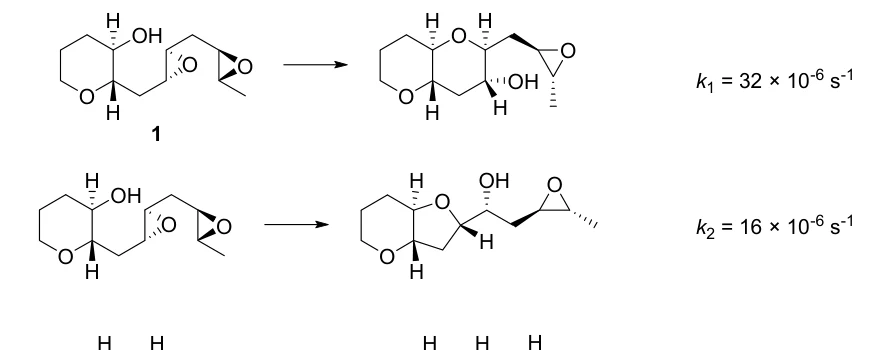 H H H
OH O O O O OH k1 = 32 × 10-6 s-1
O H O H H
1
H H OH O
OH O
O O k2 = 16 × 10-6 s-1
O H O H H
H H H H H